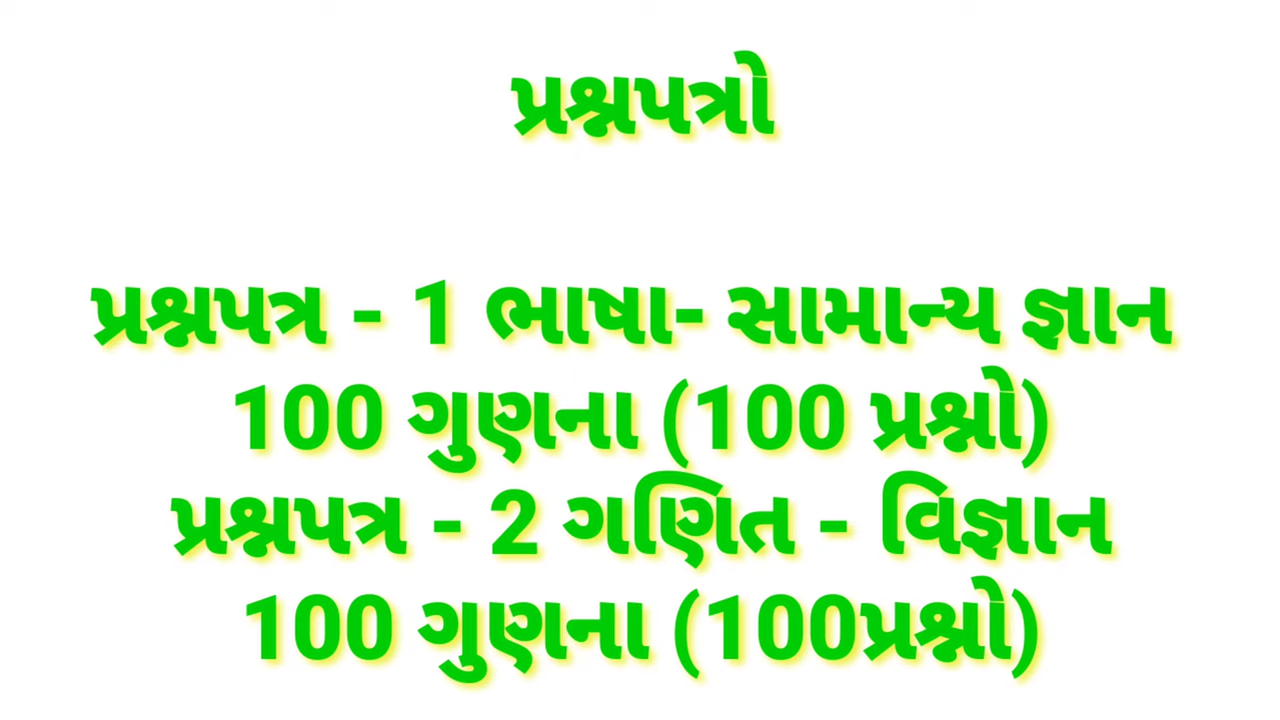 પ્રશ્નપત્રો
પ્રશ્નપત્ર - 1 ભાષા- સામાન્ય જ્ઞાન
100 ગુણના (100 પ્રશ્નો)
પ્રશ્નપત્ર - 2 ગણિત - વિજ્ઞાન
100 ગુણના (100પ્રશ્નો)